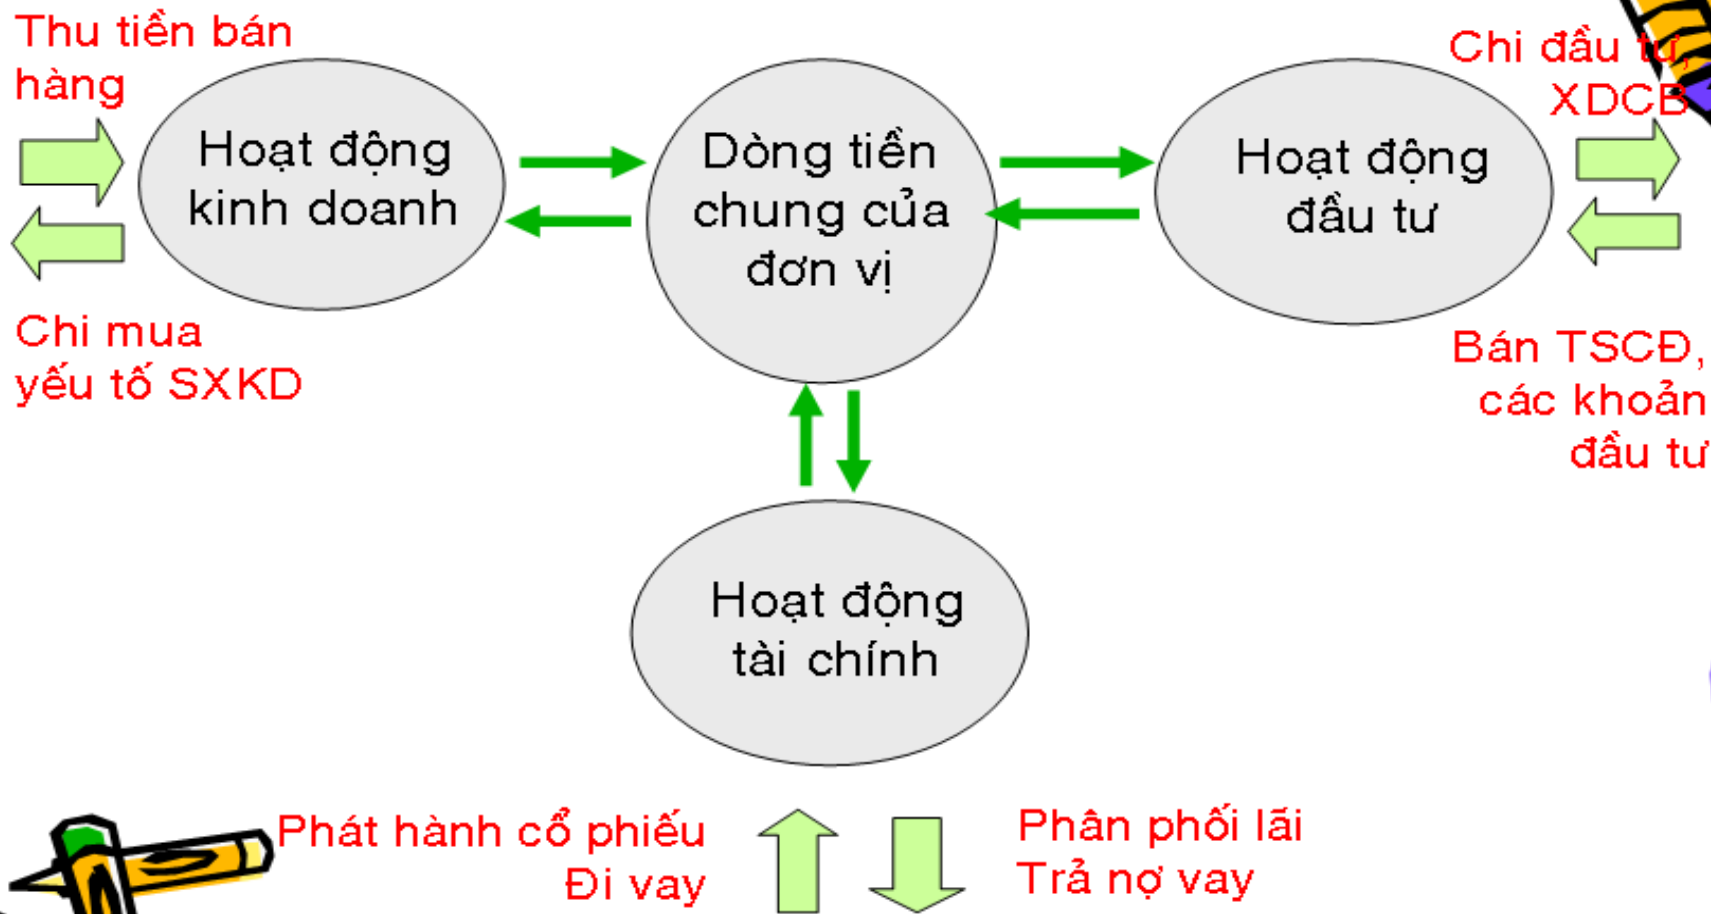 Thu tiền bán
hàng
Hoạt động
kinh doanh
Chi mua
yếu tố SXKD
Dòng tiền
chung của
đơn vị
Hoạt động
đầu tư
Chi đầu tư,
XDCB
Bán TSCĐ,
các khoản
đầu tư
Hoạt động
tài chính
Phát hành cổ phiếu
Đi vay
Phân phối lãi
Trả nợ vay